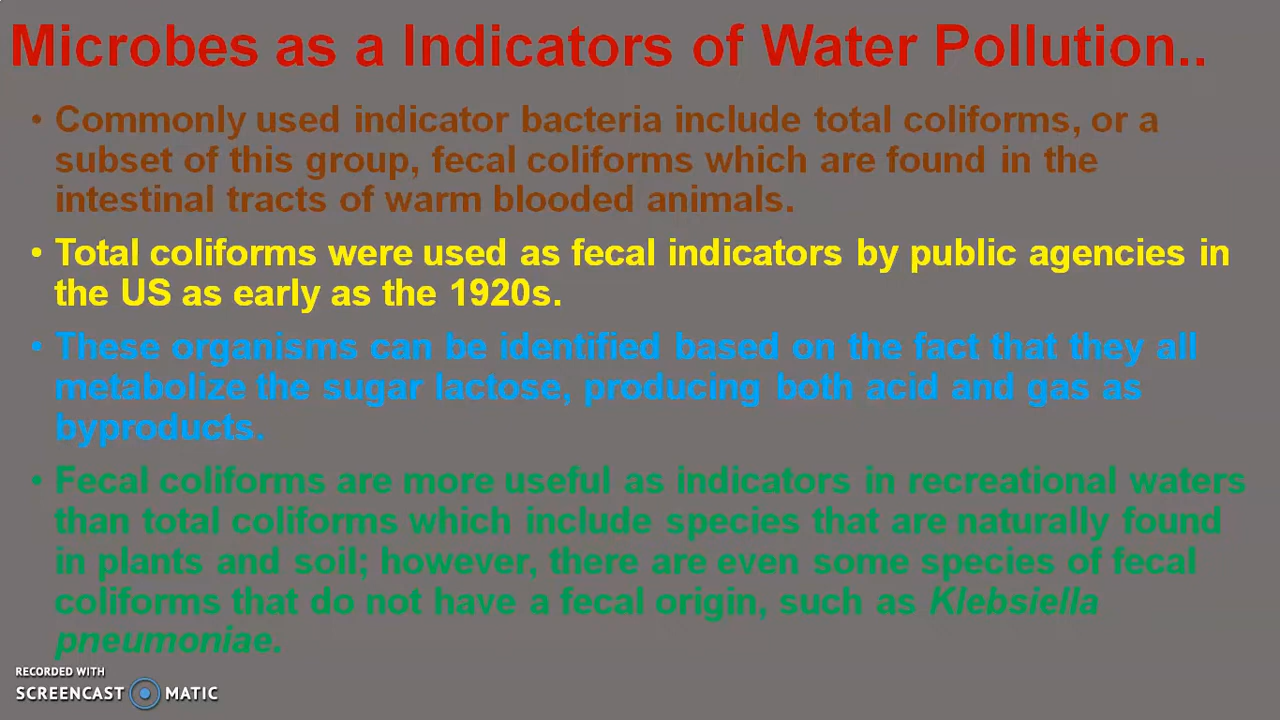 Microbes as a Indicators of Water Pollution..
• Commonly used indicator bacteria include total coliforms, or a
subset of this group, fecal coliforms which are found in the
intestinal tracts of warm blooded animals.
• Total coliforms were used as fecal indicators by public agencies in
the US as early as the 1920s.
• These organisms can be identified based on the fact that they all
metabolize the sugar lactose, producing both acid and gas as
byproducts.
• Fecal coliforms are more useful as indicators in recreational waters
than total coliforms which include species that are naturally found
in plants and soil; however, there are even some species of fecal
coliforms that do not have a fecal origin, such as Klebsiella
pneumoniae.
RECORDED WITH
SCREENCAST MATIC